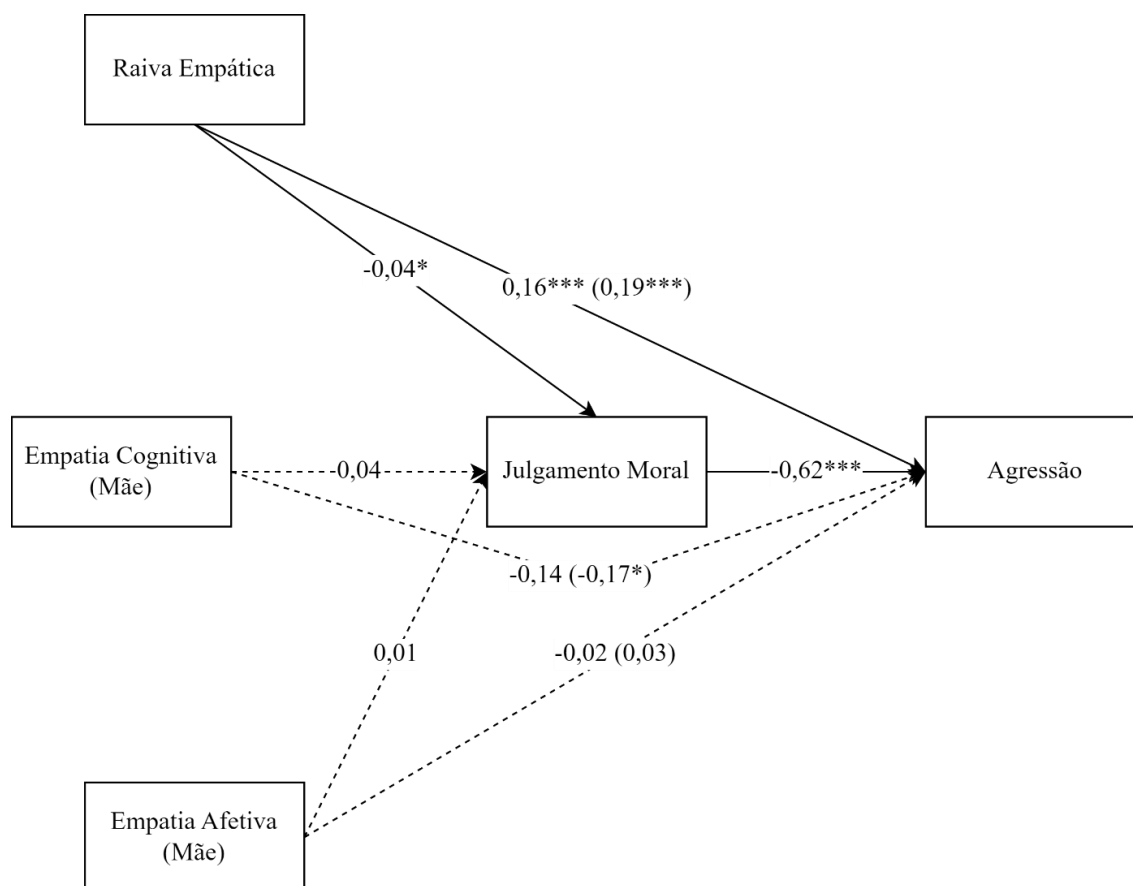 Raiva Empática
-0,04*
0,16*** (0,19***)
Empatia Cognitiva
(Mãe)
-0,04
Julgamento Moral
-0,62***
Agressão
-0,14 (-0,17*)
0,01
-0,02 (0,03)
Empatia Afetiva
(Mãe)